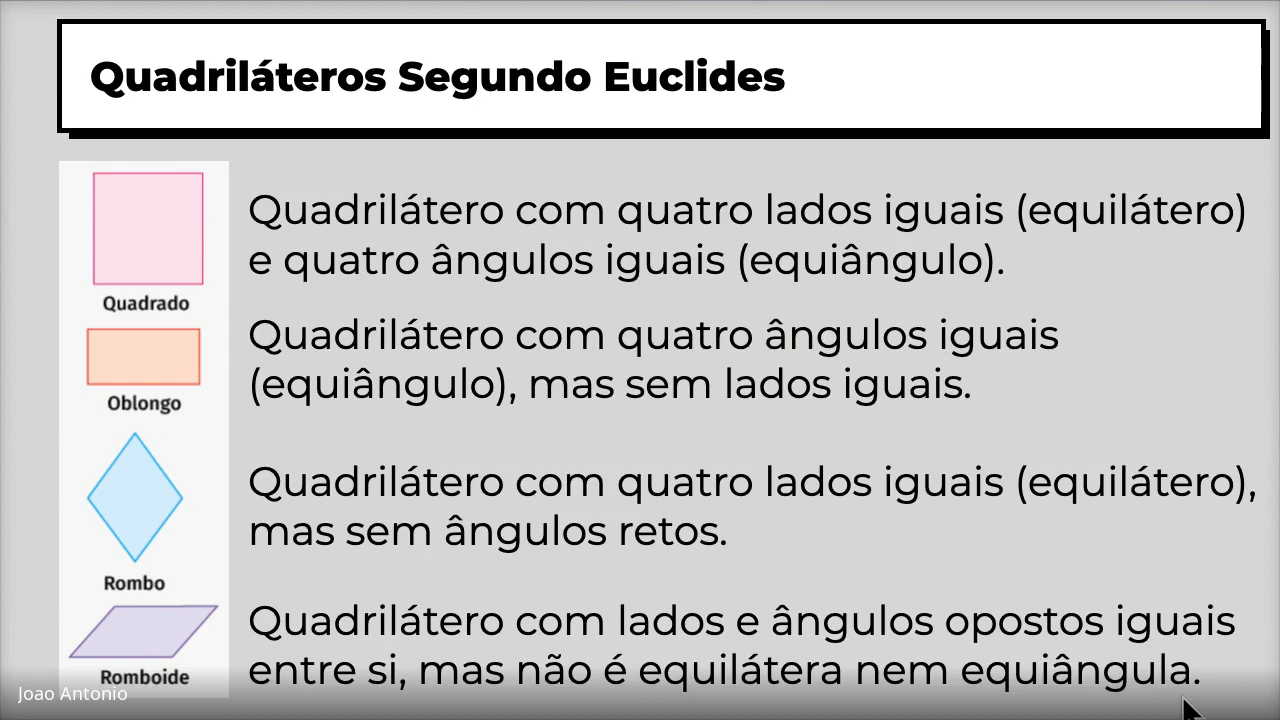 Quadriláteros Segundo Euclides
Quadrado
Quadrilátero com quatro lados iguais (equilátero)
e quatro ângulos iguais (equiângulo).
Oblongo
Quadrilátero com quatro ângulos iguais
(equiângulo), mas sem lados iguais.
Rombo
Quadrilátero com quatro lados iguais (equilátero),
mas sem ângulos retos.
Romboide
Quadrilátero com lados e ângulos opostos iguais
entre si, mas não é equilátera nem equiângula.
Joao Antonio